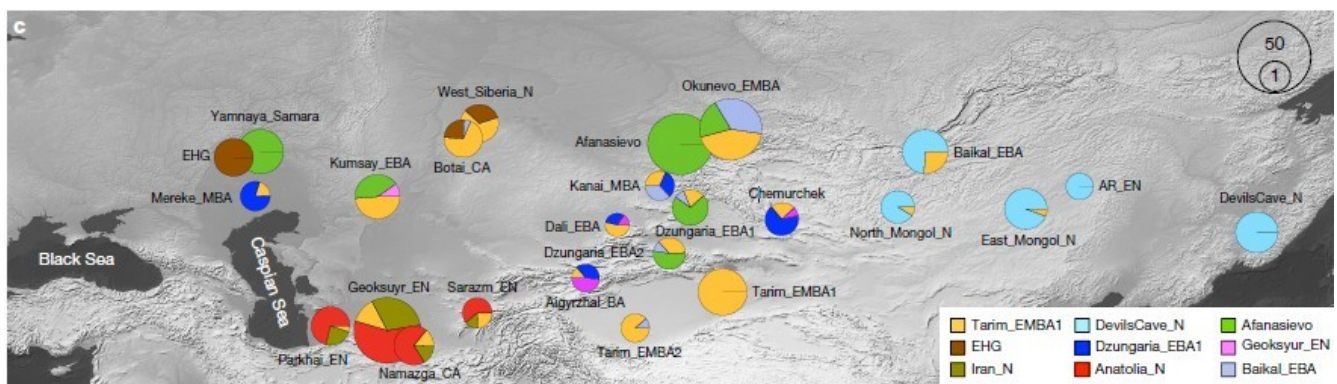 c
50
1
Okunevo_EMBA
West_Siberia_N
Yamnaya_Samara
Afanasievo
EHG
Kumsay_EBA
Botai_CA
Baikal_EBA
Mereke_MBA
Kanai_MBA
Chemurchek
AR_EN
DevilsCave_N
Dali_EBA
Dzungaria_EBA1
North_Mongol_N
East_Mongol_N
Black Sea
Caspian Sea
Dzungaria_EBA2
Geoksuyr_EN
Sarazm_EN
Aigyrzhal_BA
Tarim_EMBA1
Parkhai_EN
Namazga_CA
Tarim_EMBA2
Tarim_EMBA1 DevilsCave_N Afanasievo
EHG Dzungaria_EBA1 Geoksyur_EN
Iran_N Anatolia_N Baikal_EBA